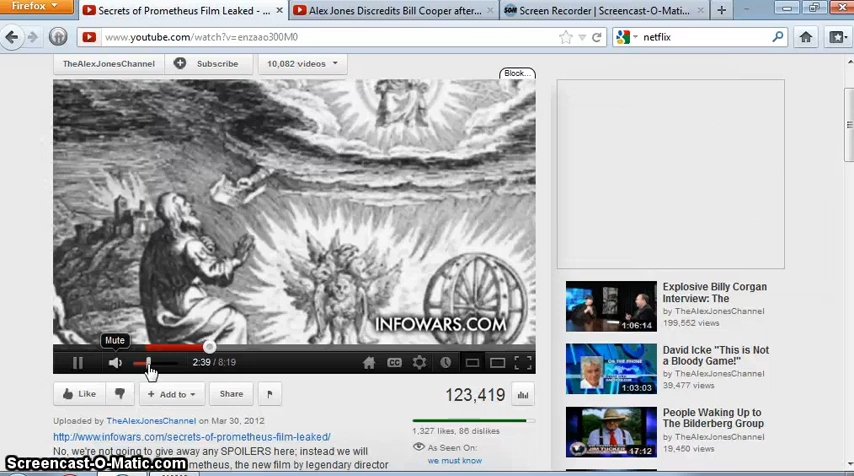 Firefox
Secrets of Prometheus Film Leaked - ...
Alex Jones Discredits Bill Cooper after...
Screen Recorder | Screencast-O-Mati...
www.youtube.com/watch?v=enzaao300M0
netflix
TheAlexJonesChannel
Subscribe
10,082 videos
Block...
INFOWARS.COM
Mute
2:39 / 8:19
CC
Like
Add to
Share
123,419
Uploaded by TheAlexJonesChannel on Mar 30, 2012
http://www.infowars.com/secrets-of-prometheus-film-leaked/
No, we're not going to give away any SPOILERS here; instead we will
metheus, the new film by legendary director
1,327 likes, 86 dislikes
As Seen On:
we must know
Explosive Billy Corgan
Interview: The
by TheAlexJonesChannel
199,552 views
1:06:14
David Icke "This is Not
a Bloody Game!"
by TheAlexJonesChannel
39,477 views
1:03:03
People Waking Up to
The Bilderberg Group
by TheAlexJonesChannel
19,450 views
17:12
Screencast-O-Matic.com